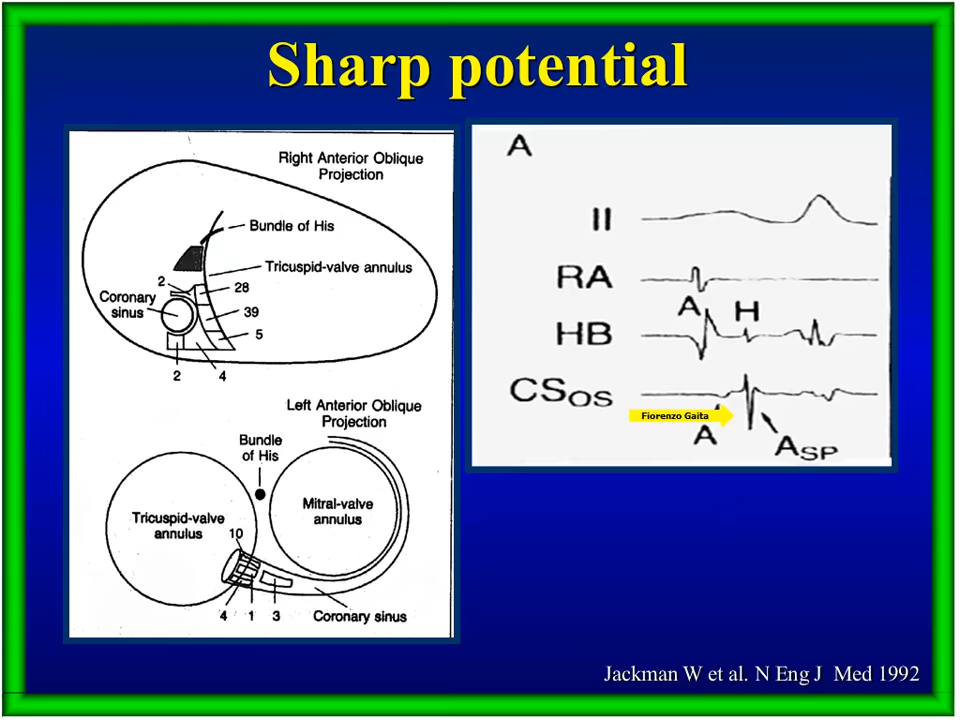 Sharp potential
Right Anterior Oblique
Projection
Bundle of His
Tricuspid-valve annulus
2
28
Coronary
sinus
39
5
2
4
Left Anterior Oblique
Projection
Bundle
of His
Tricuspid-valve
annulus
Mitral-valve
annulus
10
4
1
3
Coronary sinus
A
II
RA
A
H
HB
CSOS
Fiorenzo Gaita
A
ASP
Jackman W et al. N Eng J Med 1992